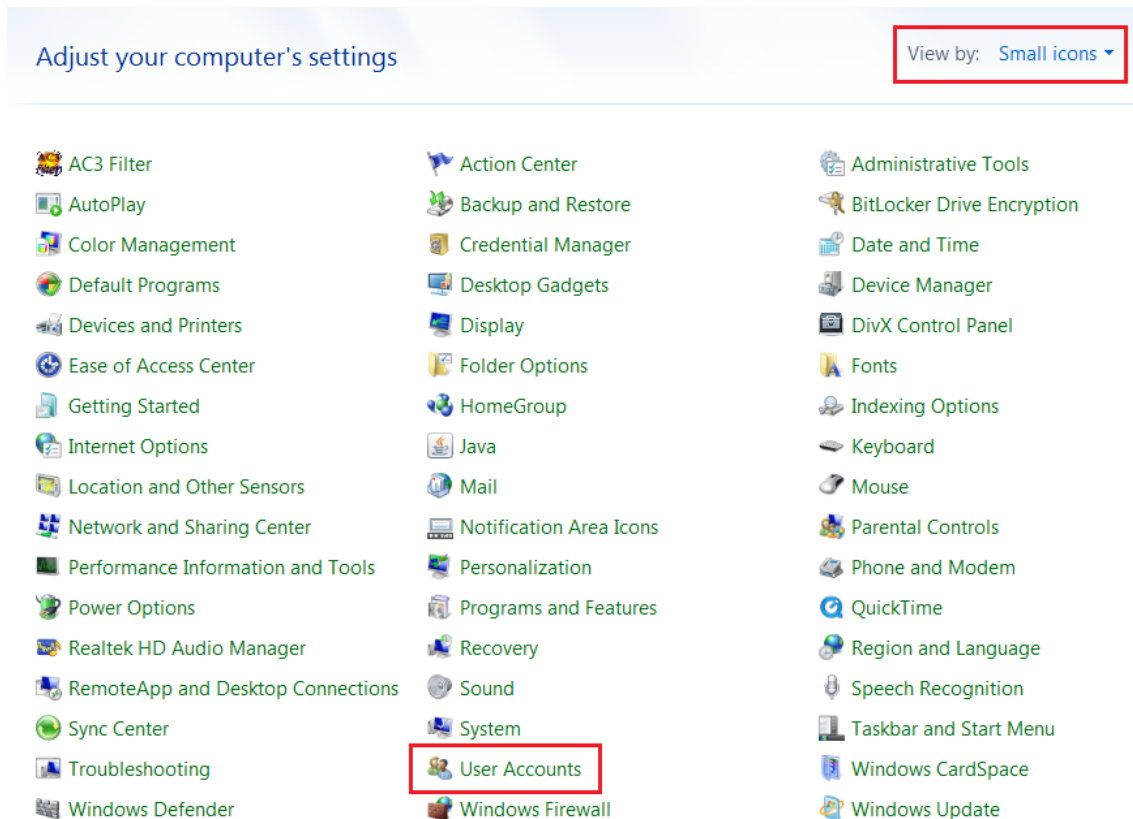 Adjust your computer's settings
View by: Small icons
AC3 Filter
Action Center
Administrative Tools
AutoPlay
Backup and Restore
BitLocker Drive Encryption
Color Management
Credential Manager
Date and Time
Default Programs
Desktop Gadgets
Device Manager
Devices and Printers
Display
DivX Control Panel
Ease of Access Center
Folder Options
Fonts
Getting Started
HomeGroup
Indexing Options
Internet Options
Java
Keyboard
Location and Other Sensors
Mail
Mouse
Network and Sharing Center
Notification Area Icons
Parental Controls
Performance Information and Tools
Personalization
Phone and Modem
Power Options
Programs and Features
QuickTime
Realtek HD Audio Manager
Recovery
Region and Language
RemoteApp and Desktop Connections
Sound
Speech Recognition
Sync Center
System
Taskbar and Start Menu
Troubleshooting
User Accounts
Windows CardSpace
Windows Defender
Windows Firewall
Windows Update